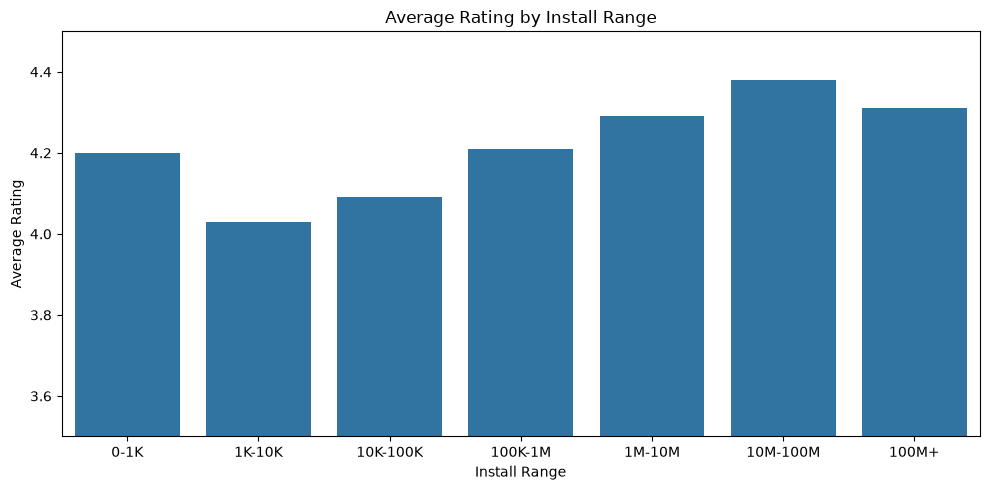 Average Rating by Install Range
Average Rating
4.4
4.2
4.0
3.8
3.6
0-1K 1K-10K 10K-100K 100K-1M 1M-10M 10M-100M 100M+
Install Range